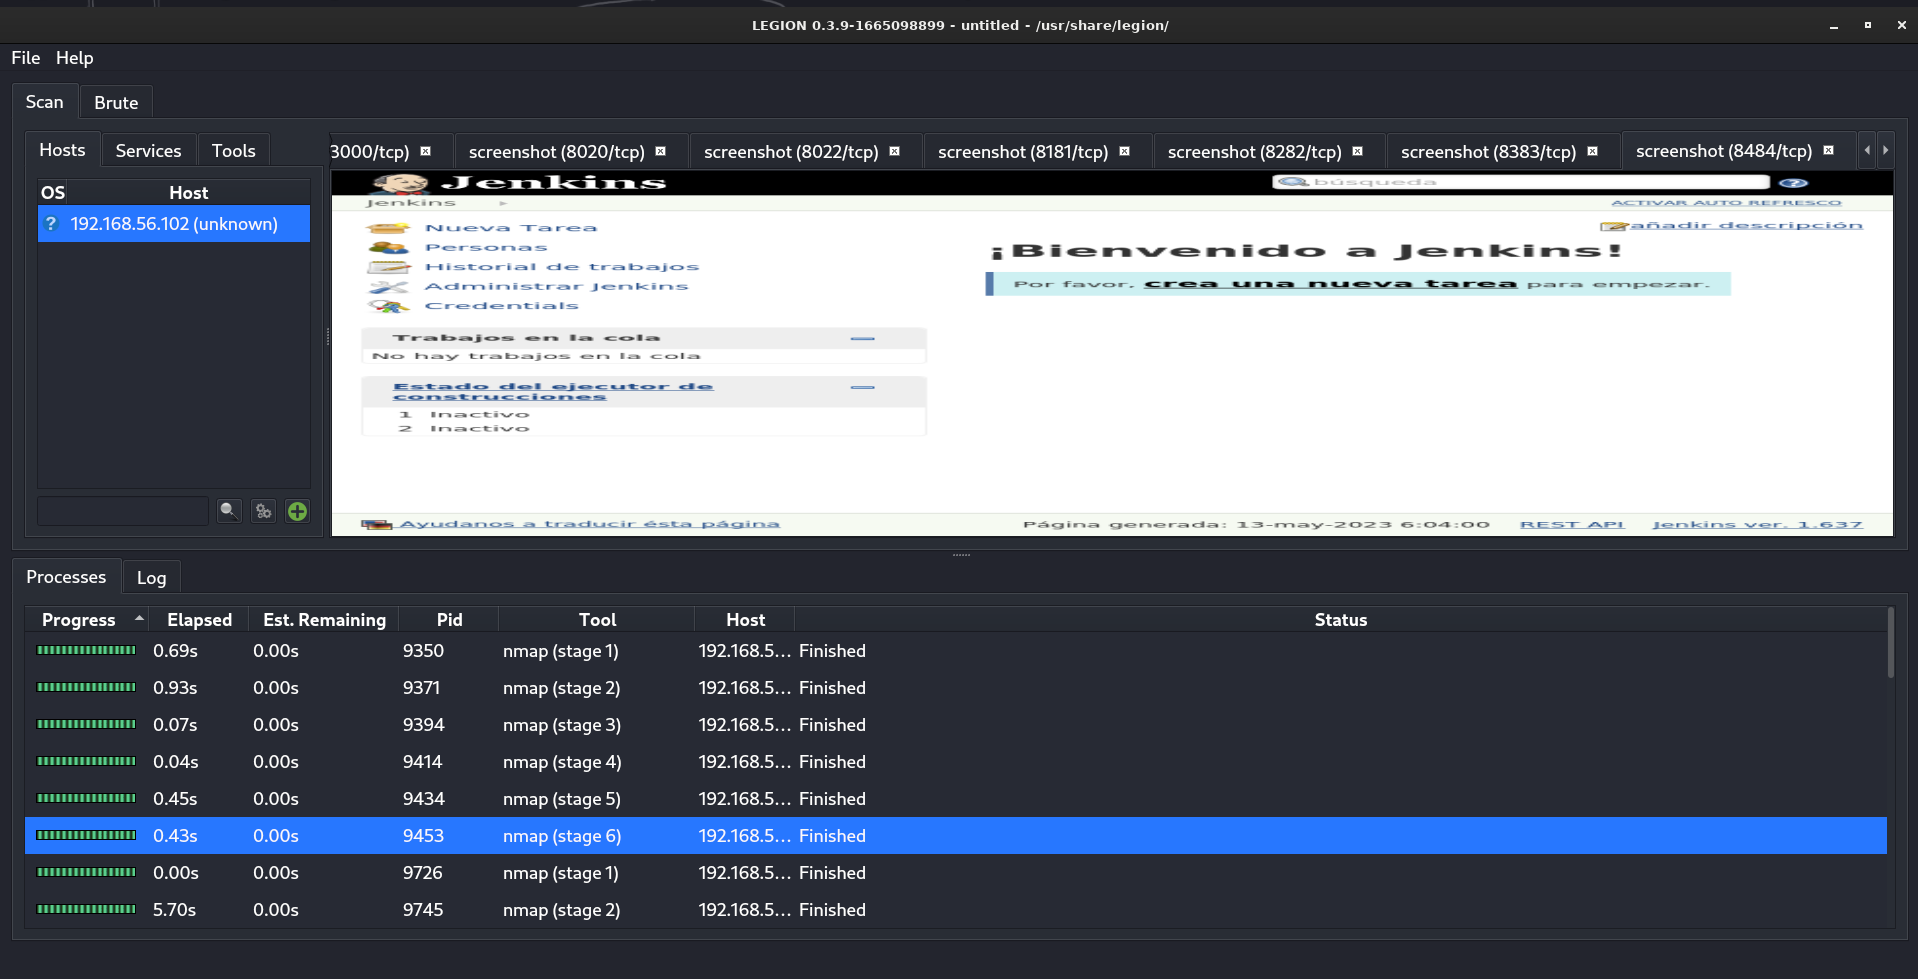 LEGION 0.3.9-1665098899 - untitled - /usr/share/legion/
File Help
Scan Brute
Hosts Services Tools
3000/tcp) screenshot (8020/tcp) screenshot (8022/tcp) screenshot (8181/tcp) screenshot (8282/tcp) screenshot (8383/tcp) screenshot (8484/tcp)
OS Host
? 192.168.56.102 (unknown)
Jenkins búsqueda
Jenkins ACTIVAR AUTO REFRESCO
Nueva Tarea
Personas
Historial de trabajos
Administrar Jenkins
Credentials
añadir descripción
¡Bienvenido a Jenkins!
Por favor, crea una nueva tarea para empezar.
Trabajos en la cola
No hay trabajos en la cola
Estado del ejecutor de
construcciones
1 Inactivo
2 Inactivo
Ayudanos a traducir ésta página Página generada: 13-may-2023 6:04:00 REST API Jenkins ver. 1.637
Processes Log
Progress Elapsed Est. Remaining Pid Tool Host Status
0.69s 0.00s 9350 nmap (stage 1) 192.168.5... Finished
0.93s 0.00s 9371 nmap (stage 2) 192.168.5... Finished
0.07s 0.00s 9394 nmap (stage 3) 192.168.5... Finished
0.04s 0.00s 9414 nmap (stage 4) 192.168.5... Finished
0.45s 0.00s 9434 nmap (stage 5) 192.168.5... Finished
0.43s 0.00s 9453 nmap (stage 6) 192.168.5... Finished
0.00s 0.00s 9726 nmap (stage 1) 192.168.5... Finished
5.70s 0.00s 9745 nmap (stage 2) 192.168.5... Finished